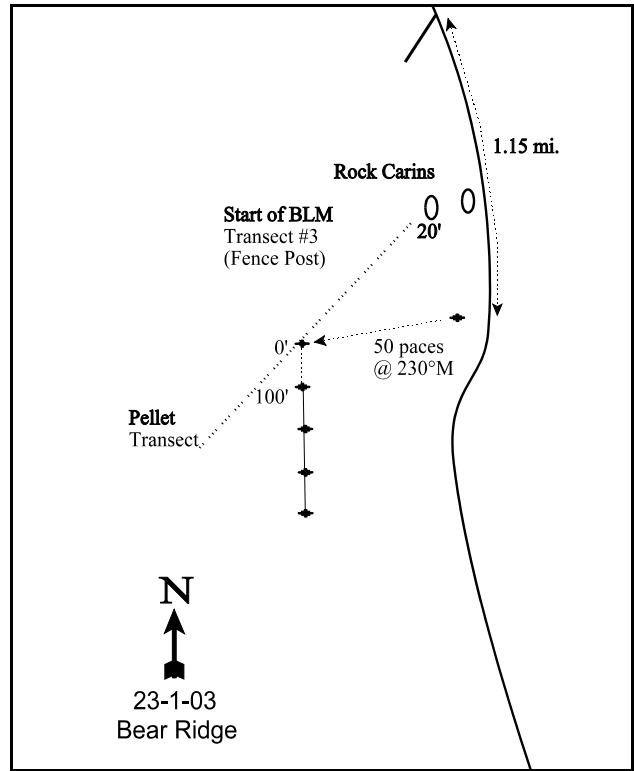 1.15 mi.
Rock Carins
Start of BLM
Transect #3
(Fence Post)
20'
0'
50 paces
@ 230°M
100'
Pellet
Transect
N
23-1-03
Bear Ridge